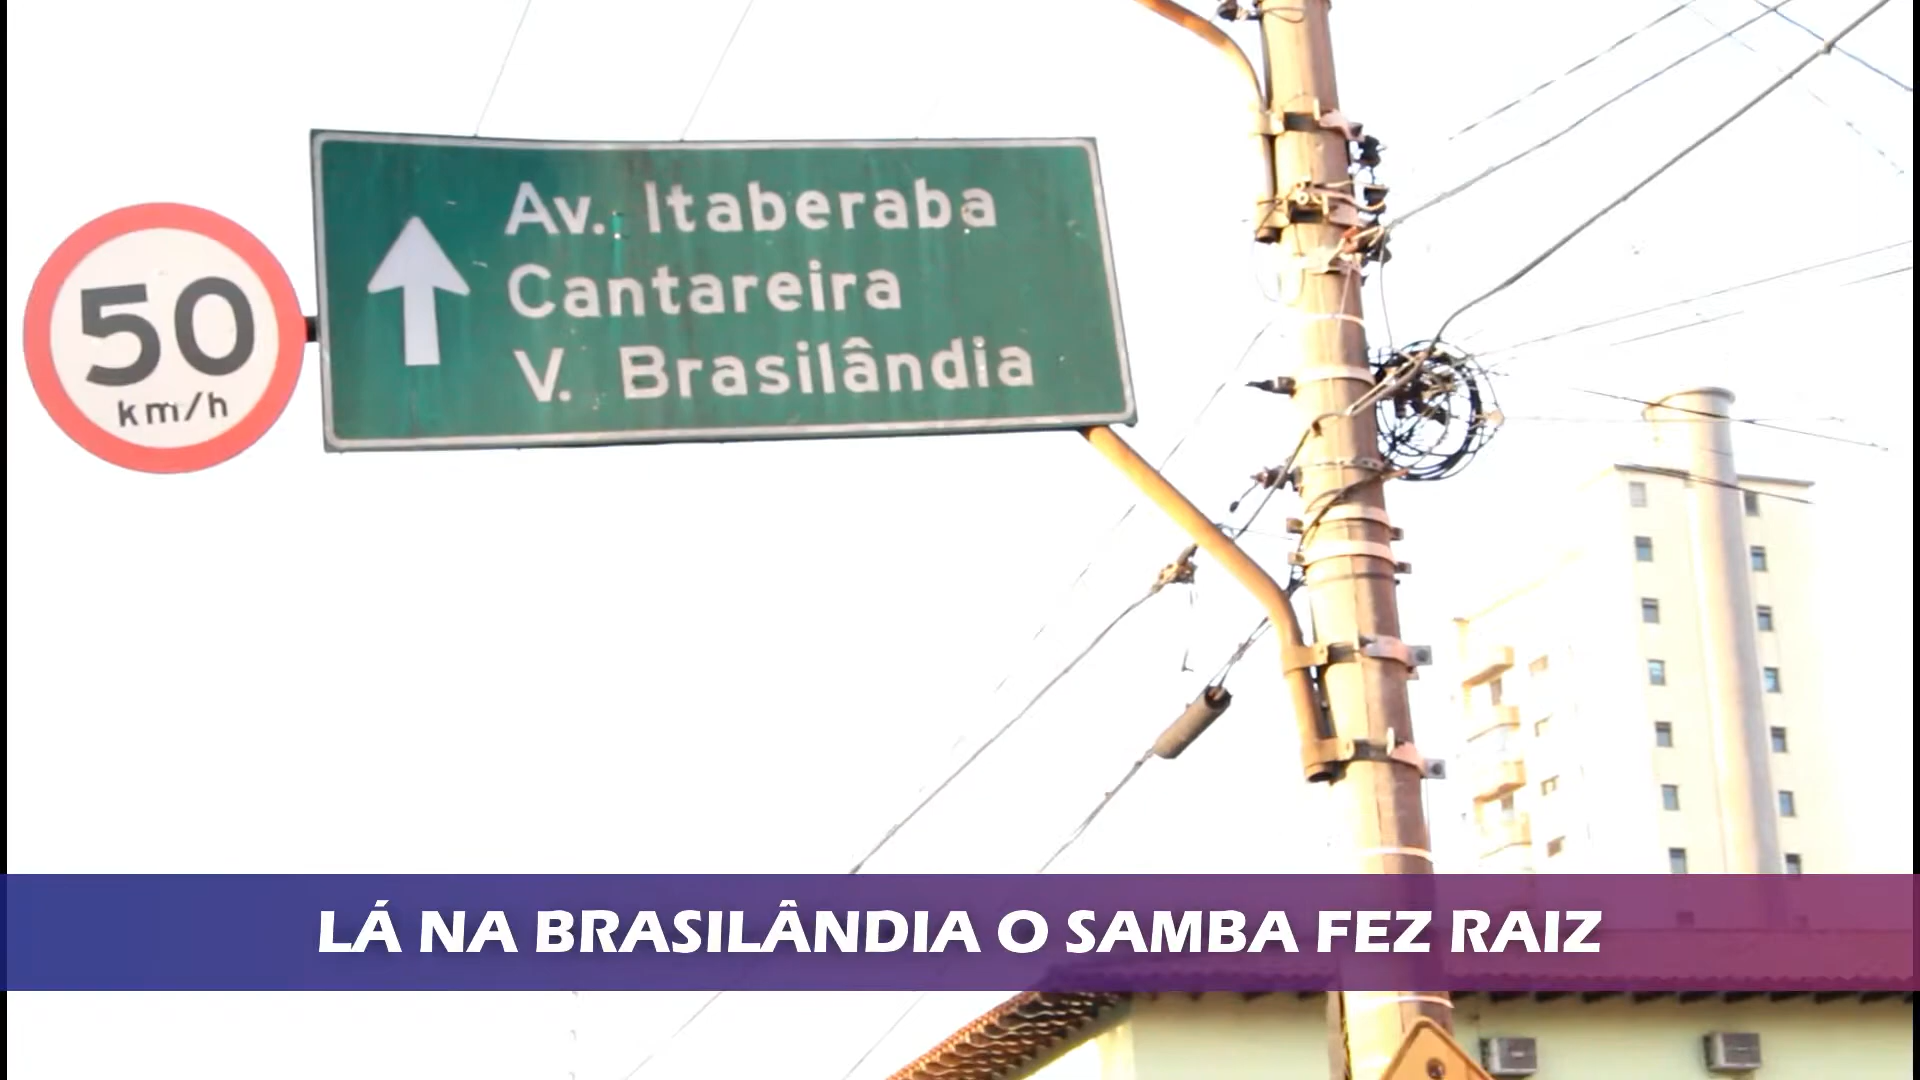 Av. Itaberaba
Cantareira
V. Brasilândia
50
km/h
LÁ NA BRASILÂNDIA O SAMBA FEZ RAIZ